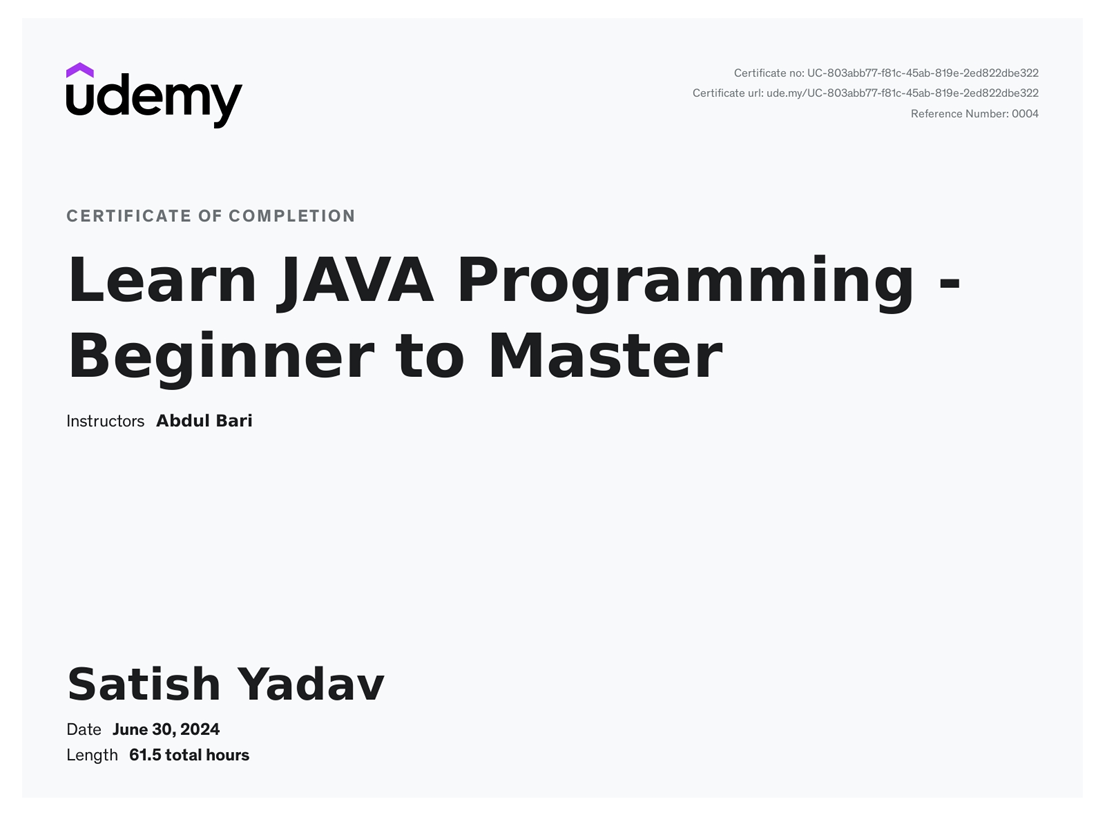 udemy
Certificate no: UC-803abb77-f81c-45ab-819e-2ed822dbe322
Certificate url: ude.my/UC-803abb77-f81c-45ab-819e-2ed822dbe322
Reference Number: 0004
CERTIFICATE OF COMPLETION
Learn JAVA Programming -
Beginner to Master
Instructors Abdul Bari
Satish Yadav
Date June 30, 2024
Length 61.5 total hours